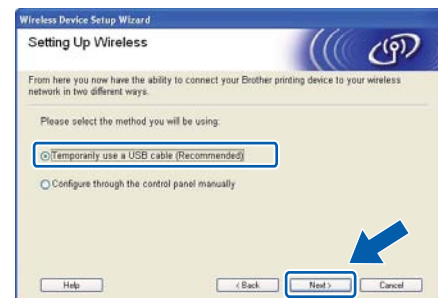 Wireless Device Setup Wizard
Setting Up Wireless
From here you now have the ability to connect your Brother printing device to your wireless
network in two different ways.
Please select the method you will be using:
Temporarily use a USB cable (Recommended)
Configure through the control panel manually
Help
< Back
Next >
Cancel